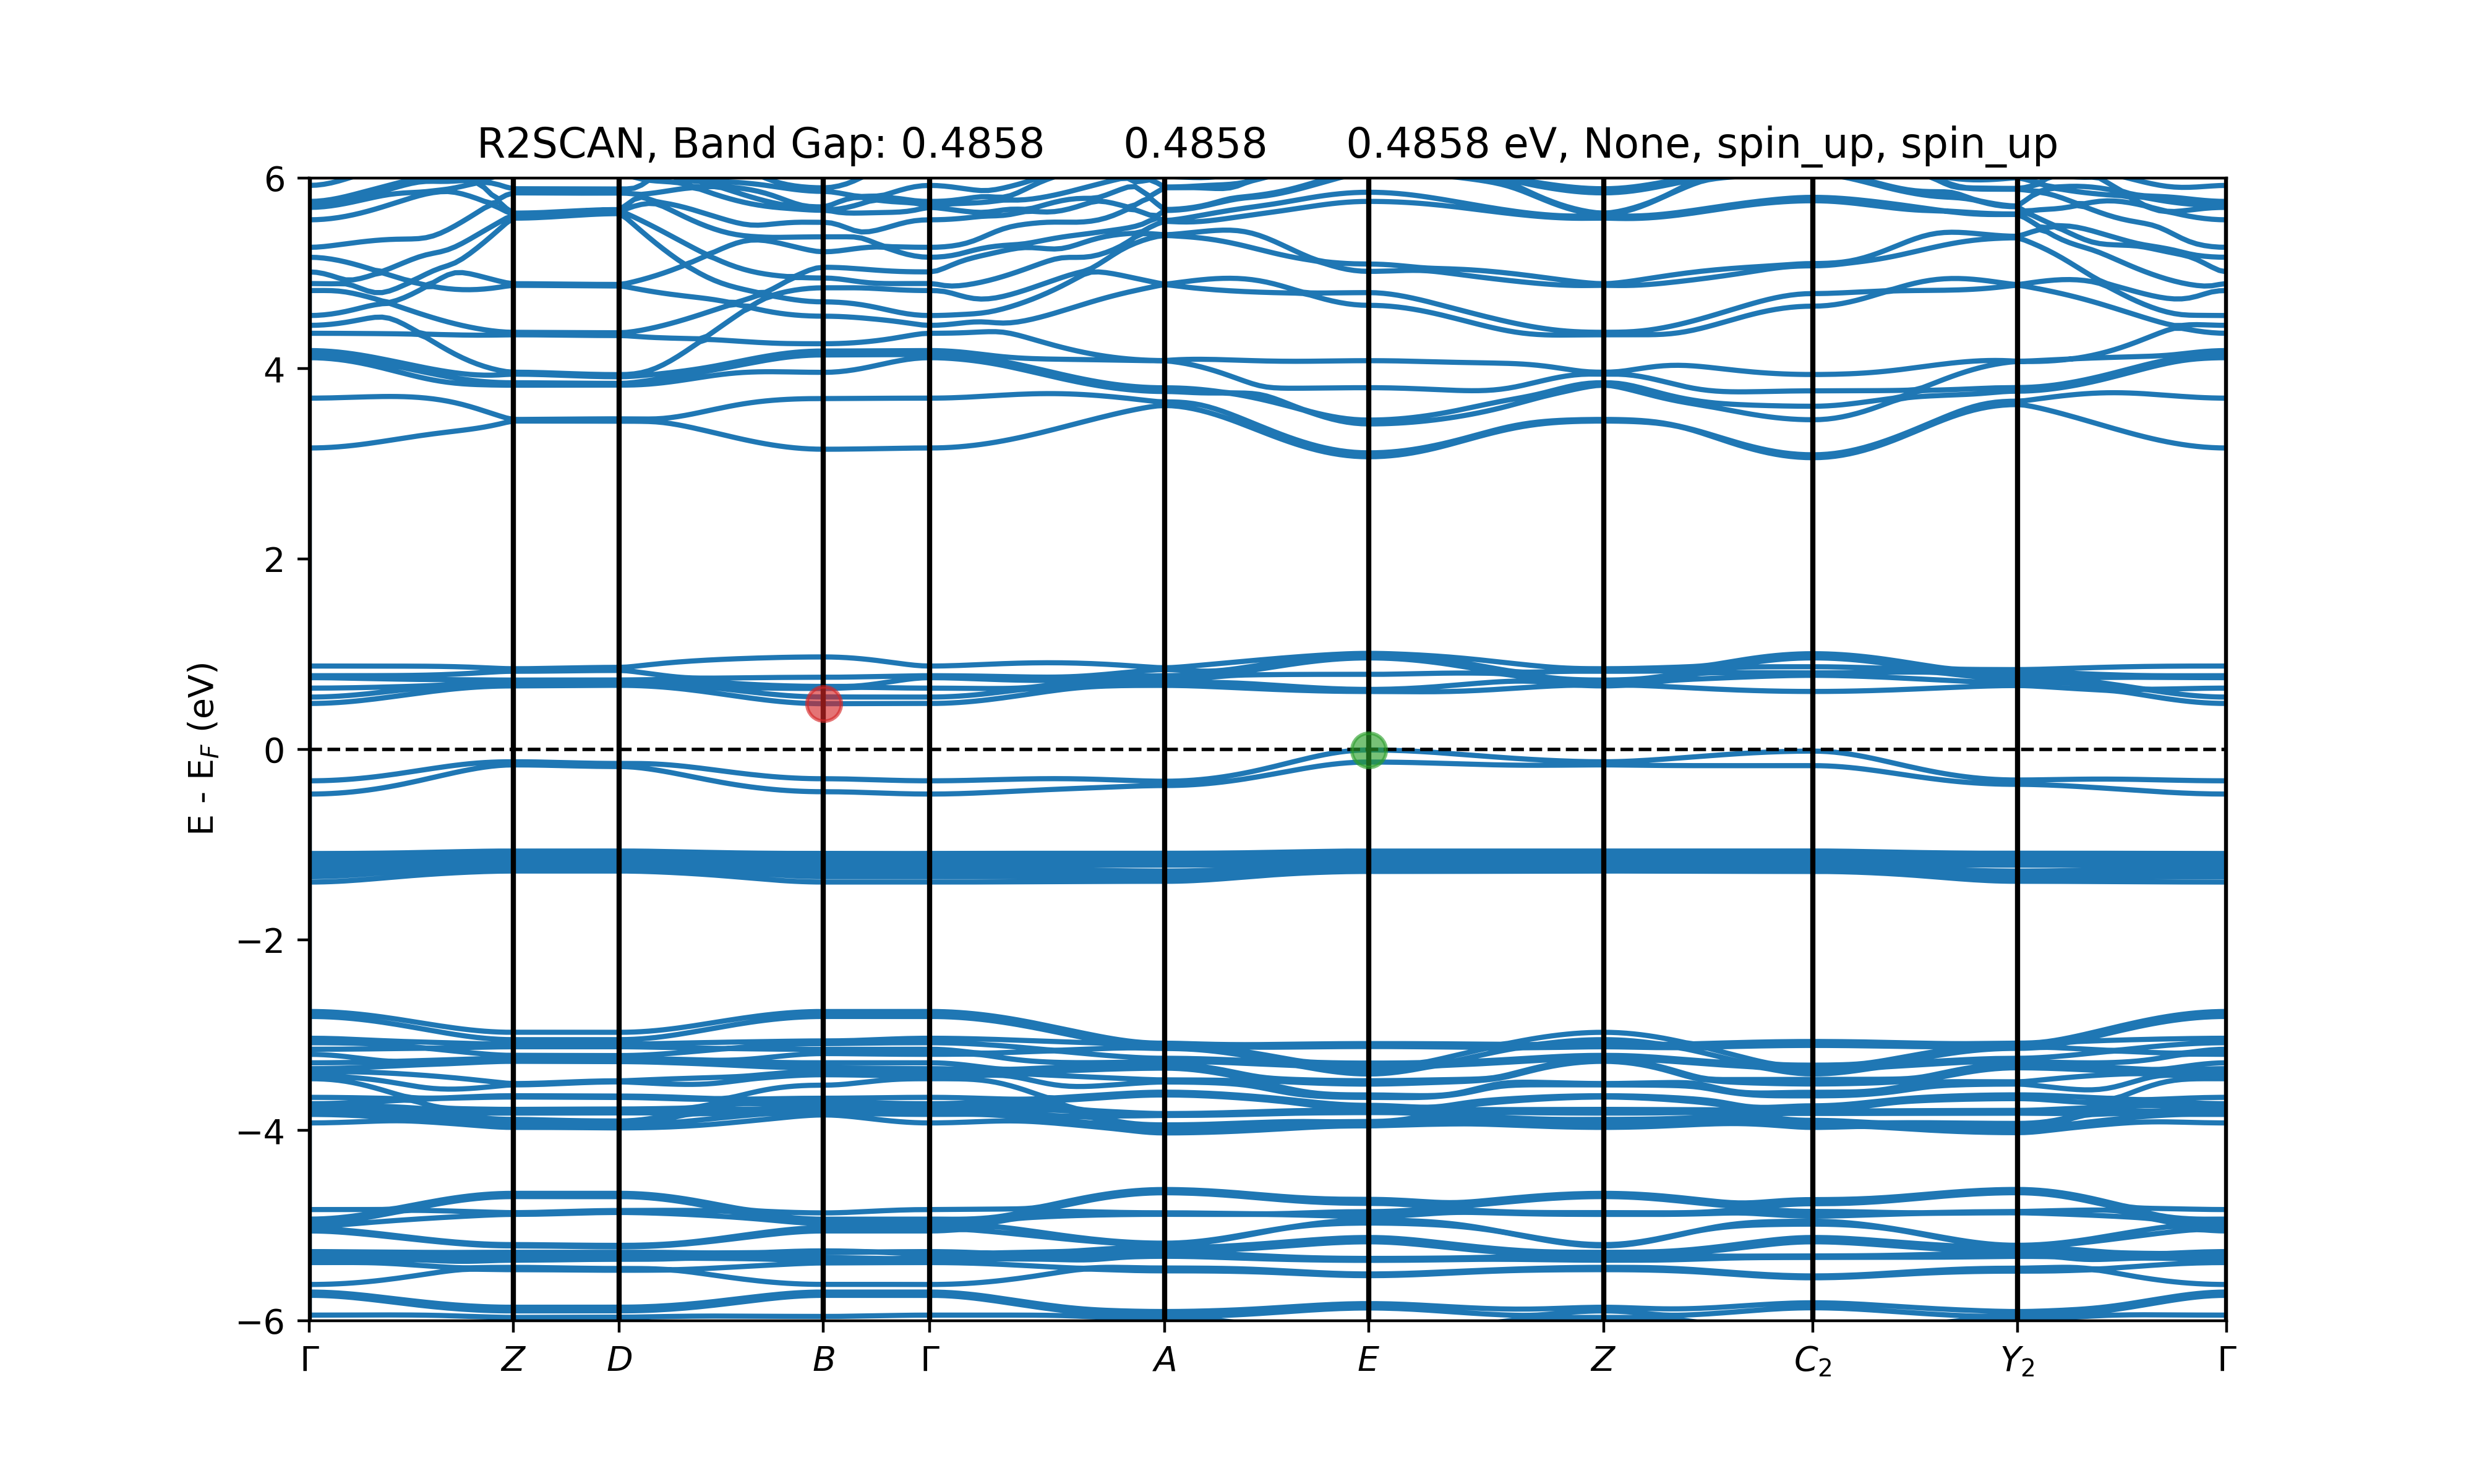 R2SCAN, Band Gap: 0.4858 0.4858 0.4858 eV, None, spin_up, spin_up
6
4
2
0
−2
−4
−6
E - E_F (eV)
Γ Z D B Γ A E Z C₂ Y₂ Γ